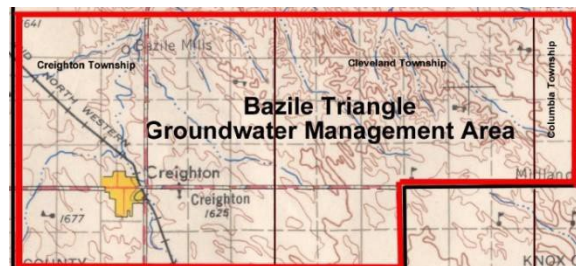 641
Bazile Mills
Creighton Township
Cleveland Township
Columbia Township
NORTH WESTERN
Bazile Triangle
Groundwater Management Area
Creighton
Creighton
1625
1677
COUNTY
KNOX